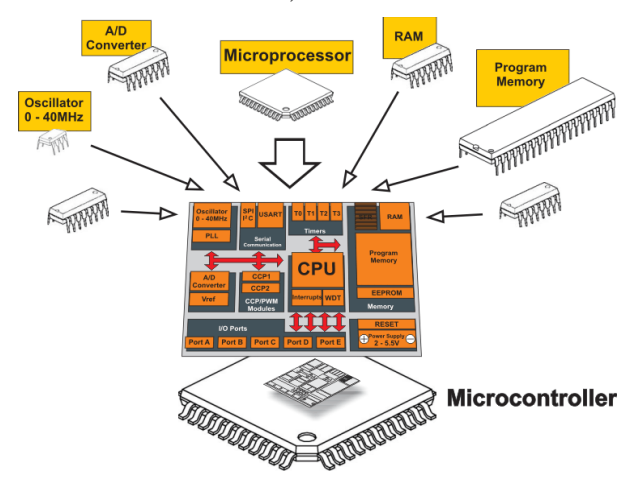 A/D
Converter
Microprocessor
RAM
Program
Memory
Oscillator
0 - 40MHz
Oscillator
0 - 40MHz
PLL
SPI
I²C
USART
Serial
Communication
T0 T1 T2 T3
Timers
RAM
Program
Memory
EEPROM
Memory
A/D
Converter
Vref
CCP1
CCP2
CCP/PWM
Modules
CPU
Interrupts
WDT
I/O Ports
Port A Port B Port C Port D Port E
RESET
Power Supply
2 - 5.5V
Microcontroller